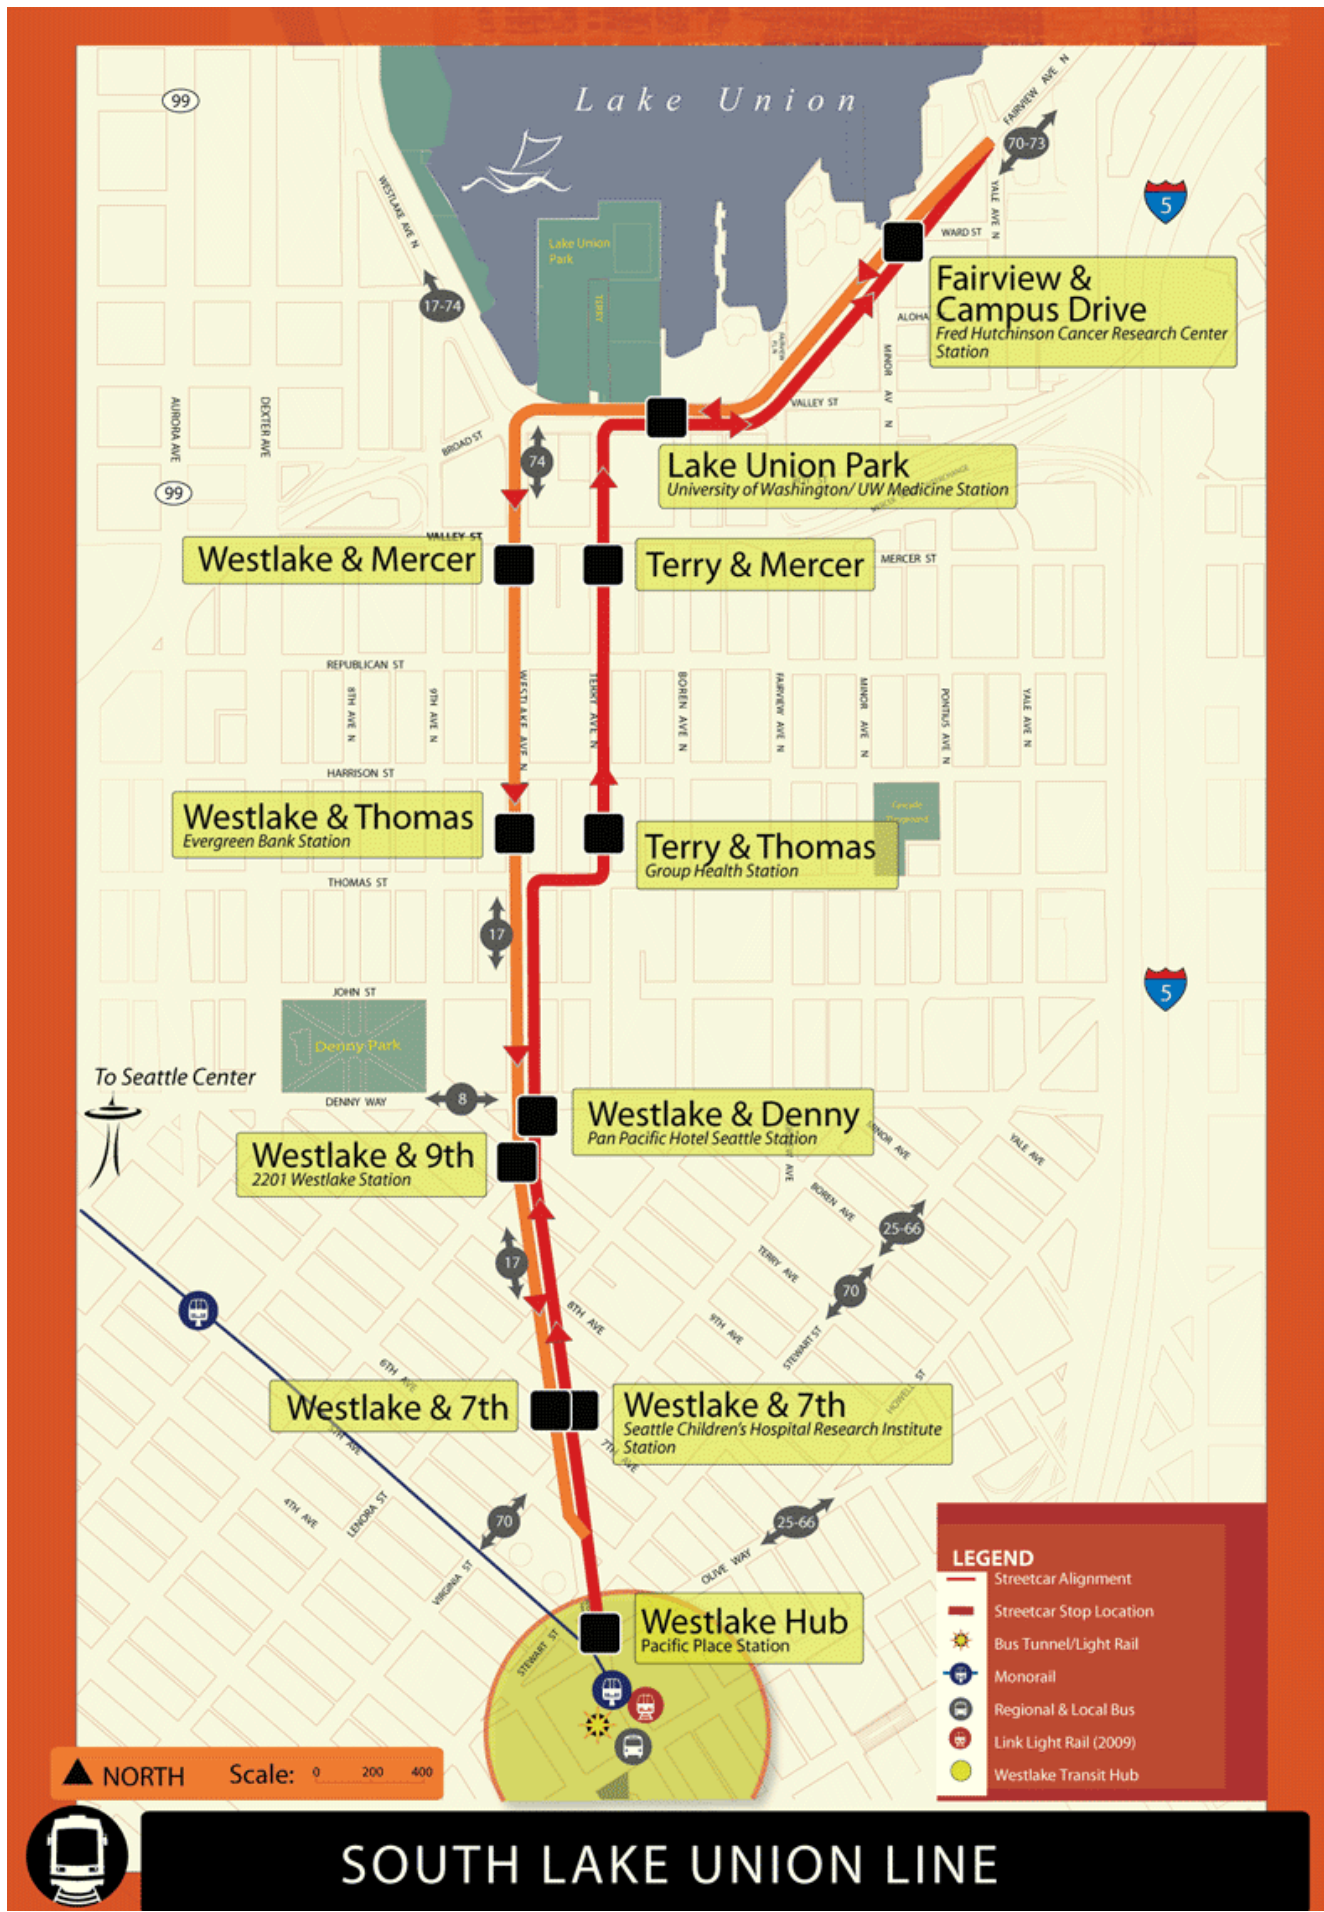 Lake Union
99
FAIRVIEW AVE N
70-73
WESTLAKE AVE N
YALE AVE N
5
Lake Union
Park
WARD ST
TERRY
17-74
Fairview &
Campus Drive
Fred Hutchinson Cancer Research Center
Station
ALOHA
MINOR AV N
AURORA AVE
DEXTER AVE
VALLEY ST
BROAD ST
74
Lake Union Park
University of Washington/ UW Medicine Station
99
VALLEY ST
Westlake & Mercer
Terry & Mercer
MERCER ST
REPUBLICAN ST
8TH AVE N
9TH AVE N
WESTLAKE AVE N
TERRY AVE N
BOREN AVE N
FAIRVIEW AVE N
MINOR AVE N
PONTIUS AVE N
YALE AVE N
HARRISON ST
Westlake & Thomas
Evergreen Bank Station
Cascade
Playground
Terry & Thomas
Group Health Station
THOMAS ST
17
JOHN ST
5
Denny Park
To Seattle Center
DENNY WAY
8
Westlake & Denny
Pan Pacific Hotel Seattle Station
MINOR AVE
YALE AVE
Westlake & 9th
2201 Westlake Station
AVE
BOREN AVE
25-66
17
TERRY AVE
70
8TH AVE
9TH AVE
STEWART ST
6TH AVE
HOWELL ST
Westlake & 7th
Westlake & 7th
Seattle Children's Hospital Research Institute
Station
5TH AVE
7TH AVE
4TH AVE
LENORA ST
70
25-66
VIRGINIA ST
OLIVE WAY
Westlake Hub
Pacific Place Station
STEWART ST
LEGEND
Streetcar Alignment
Streetcar Stop Location
Bus Tunnel/Light Rail
Monorail
Regional & Local Bus
Link Light Rail (2009)
Westlake Transit Hub
NORTH Scale: 0 200 400
SOUTH LAKE UNION LINE